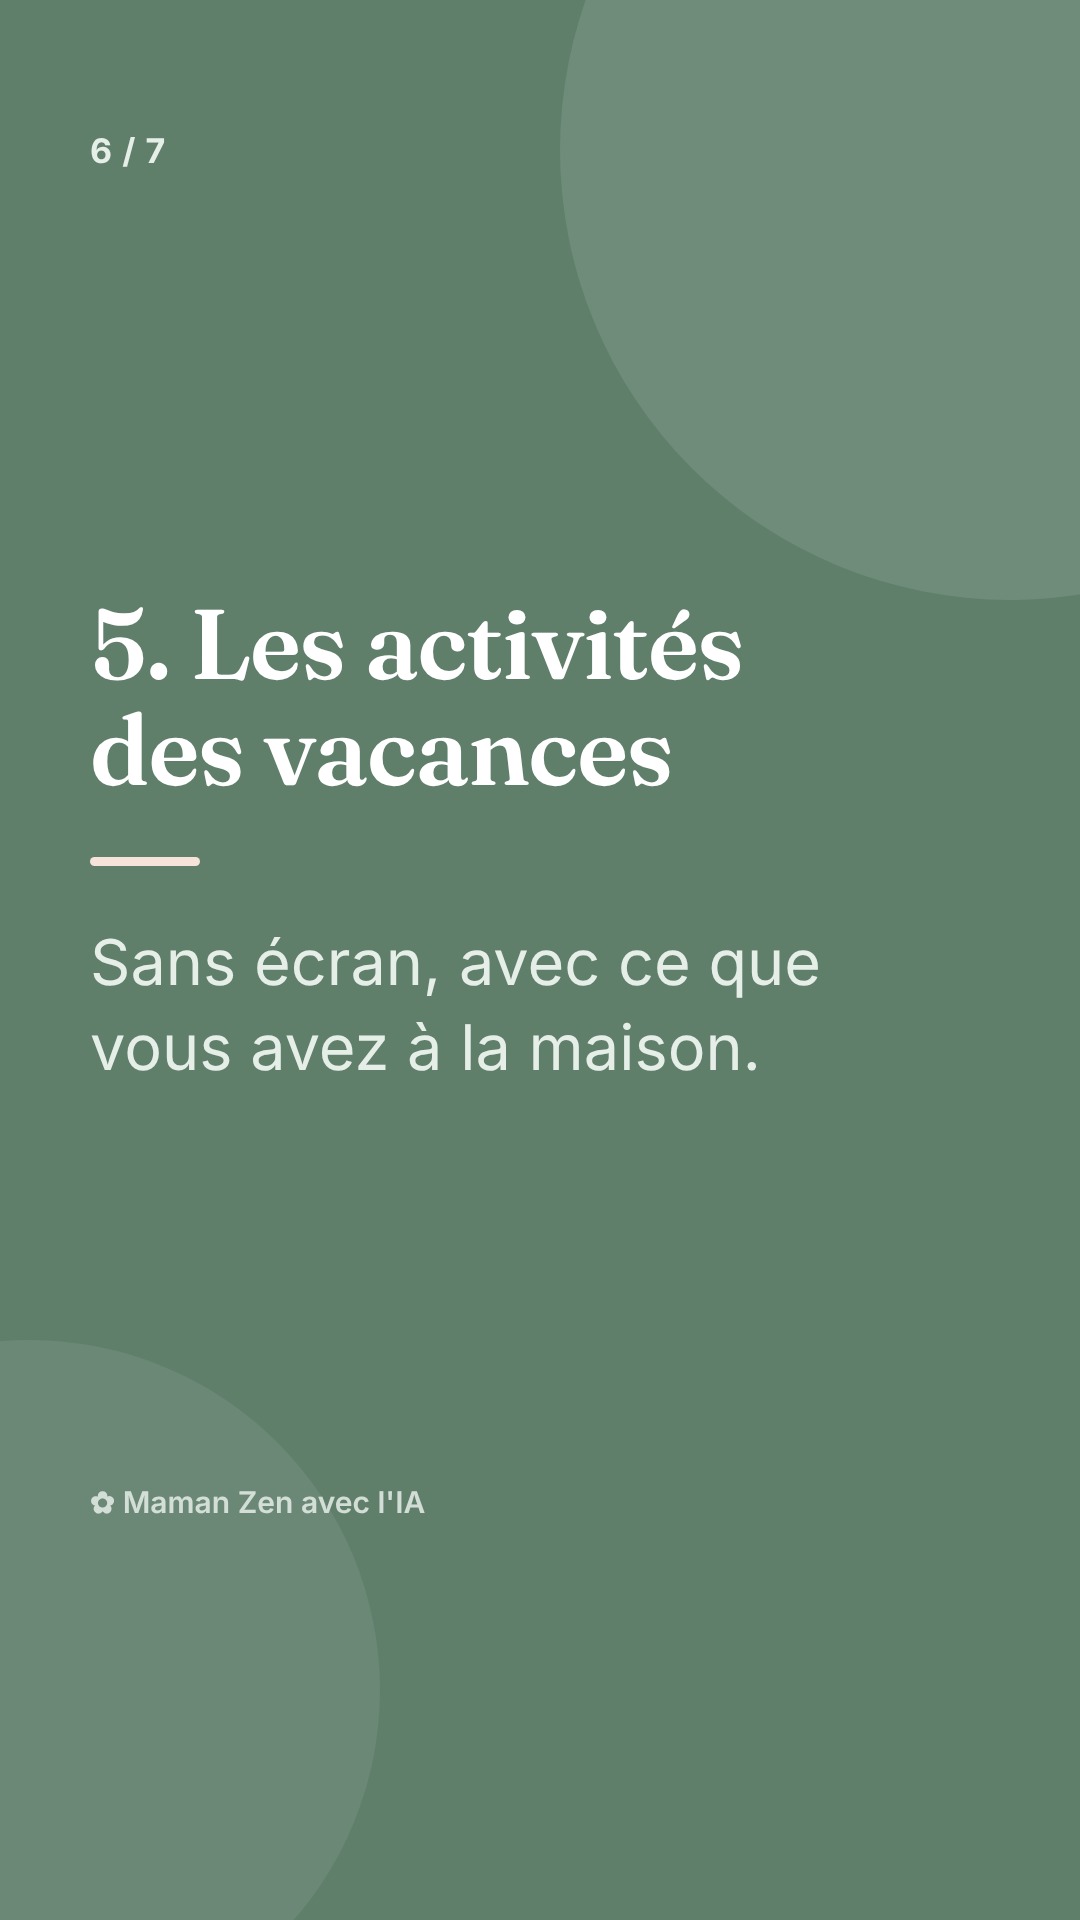 6 / 7
5. Les activités
des vacances
Sans écran, avec ce que
vous avez à la maison.
✿ Maman Zen avec l'IA